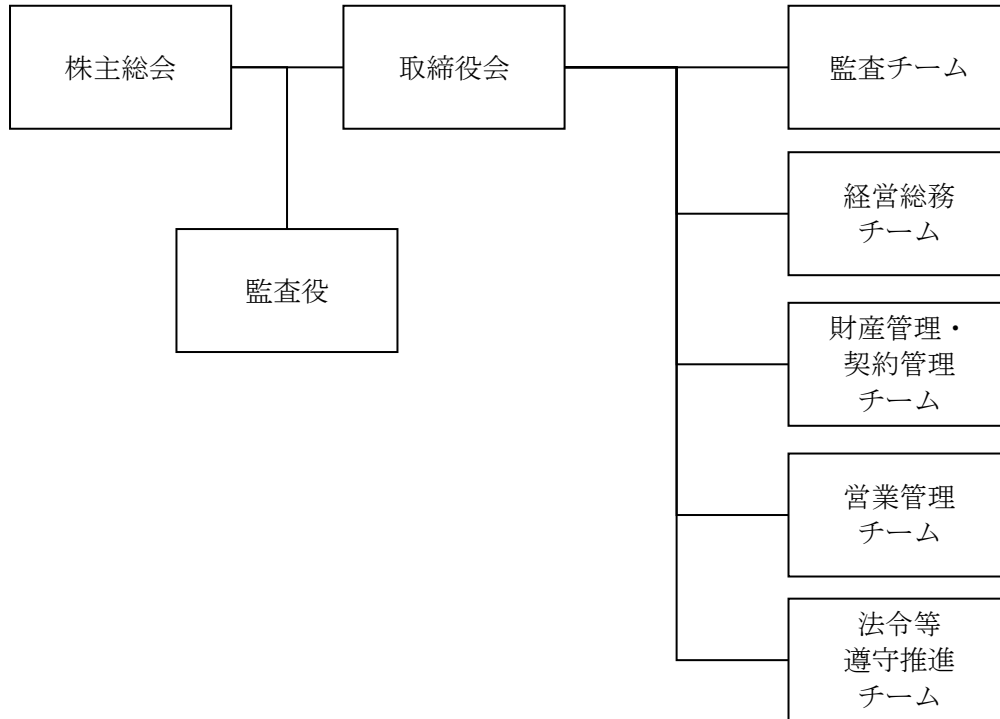 株主総会
取締役会
監査チーム
経営総務
チーム
監査役
財産管理・
契約管理
チーム
営業管理
チーム
法令等
遵守推進
チーム